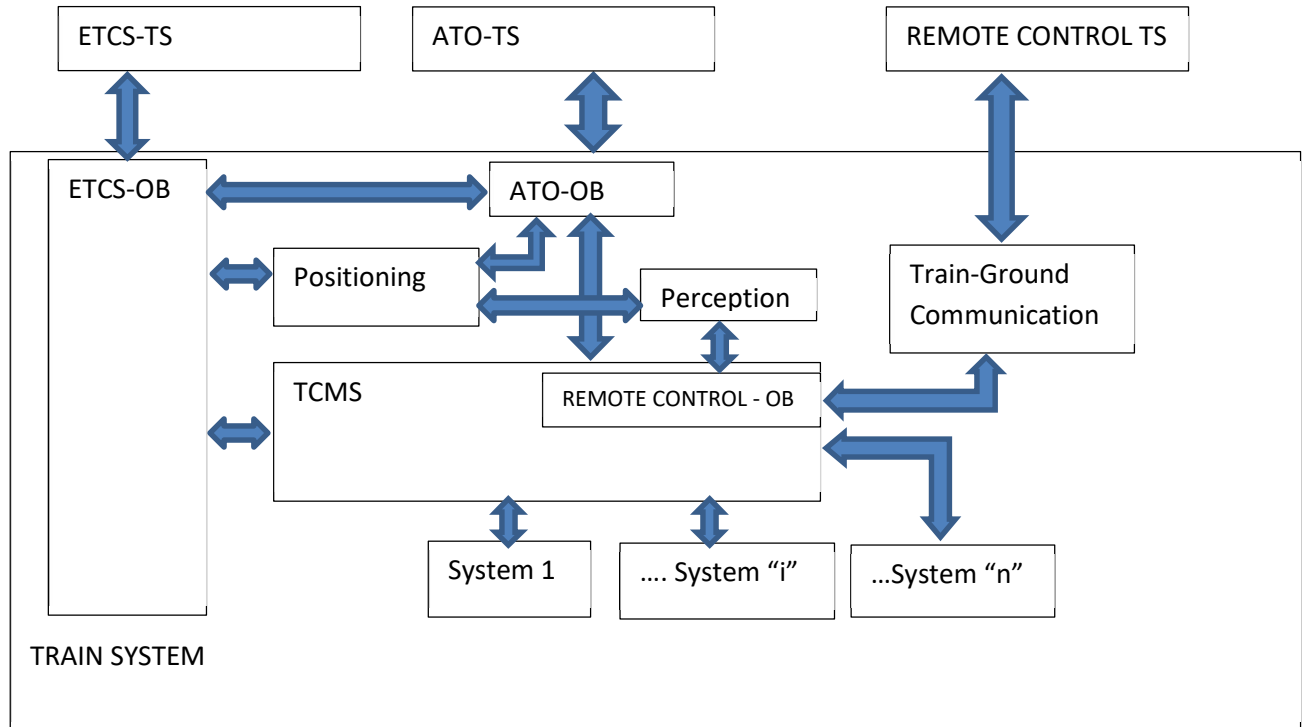 ETCS-TS
ATO-TS
REMOTE CONTROL TS
ETCS-OB
ATO-OB
Positioning
Perception
Train-Ground
Communication
TCMS
REMOTE CONTROL - OB
System 1
.... System “i”
...System “n”
TRAIN SYSTEM